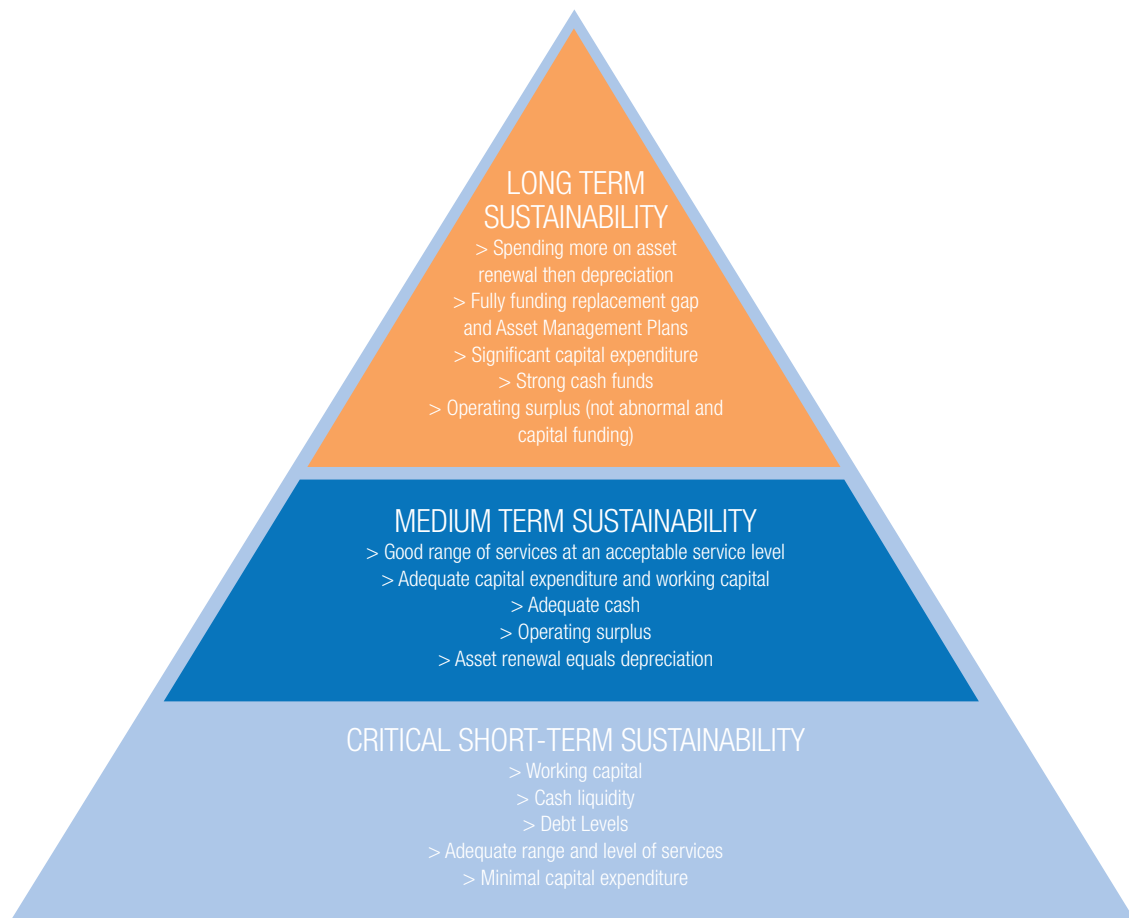 LONG TERM
SUSTAINABILITY
> Spending more on asset
renewal then depreciation
> Fully funding replacement gap
and Asset Management Plans
> Significant capital expenditure
> Strong cash funds
> Operating surplus (not abnormal and
capital funding)
MEDIUM TERM SUSTAINABILITY
> Good range of services at an acceptable service level
> Adequate capital expenditure and working capital
> Adequate cash
> Operating surplus
> Asset renewal equals depreciation
CRITICAL SHORT-TERM SUSTAINABILITY
> Working capital
> Cash liquidity
> Debt Levels
> Adequate range and level of services
> Minimal capital expenditure